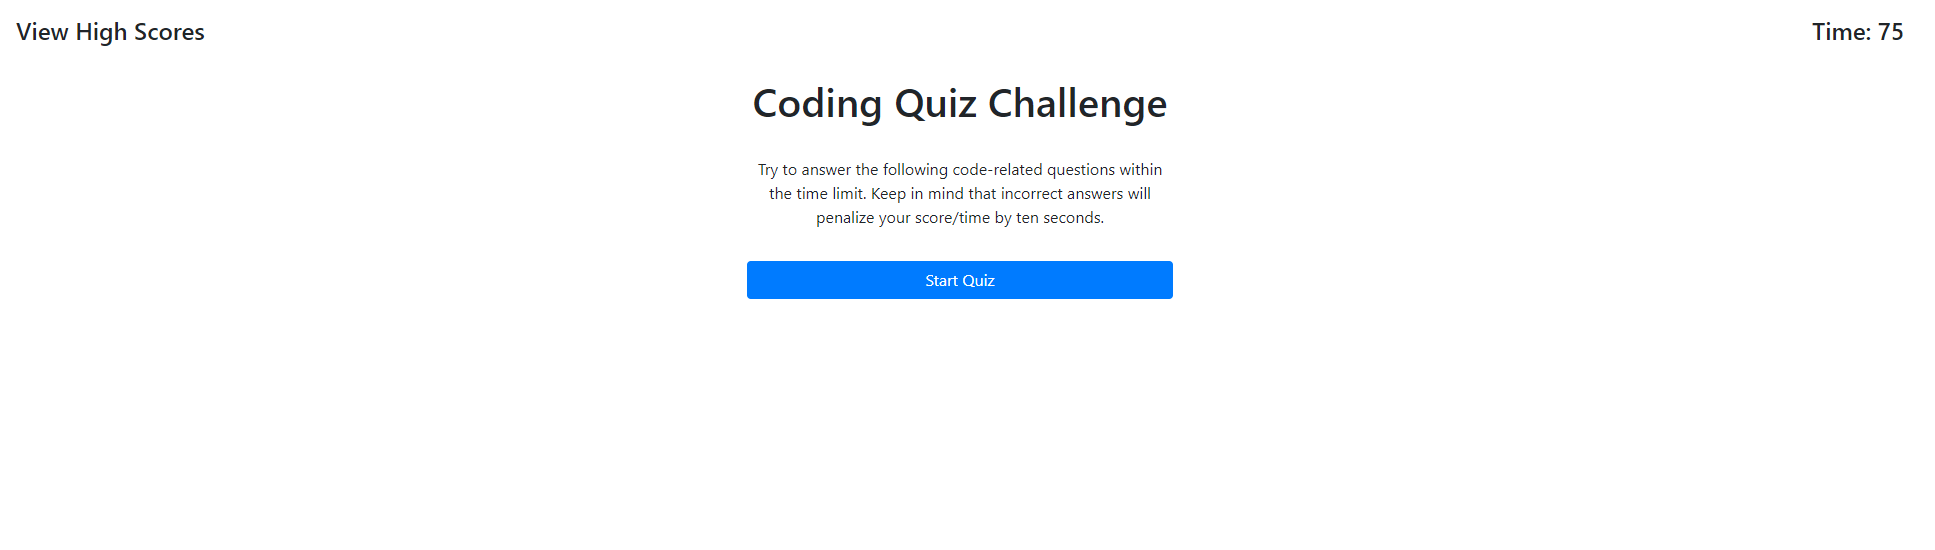 View High Scores
Time: 75
Coding Quiz Challenge
Try to answer the following code-related questions within
the time limit. Keep in mind that incorrect answers will
penalize your score/time by ten seconds.
Start Quiz